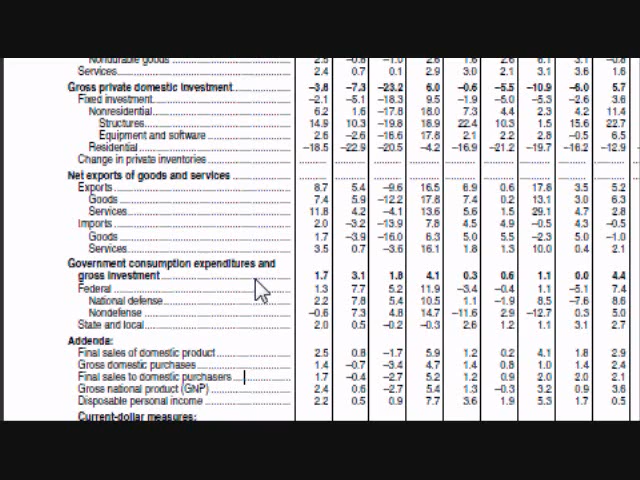 Nondurable goods 2.5 –0.8 –1.0 2.6 1.6 2.6 6.1 3.1 –0.8
Services 2.4 0.7 0.1 2.9 3.0 2.1 3.1 3.6 1.6
Gross private domestic investment –3.8 –7.3 –23.2 6.0 –0.6 –5.5 –10.9 –6.0 5.7
Fixed investment –2.1 –5.1 –18.3 9.5 –1.9 –5.0 –5.3 –2.6 3.6
Nonresidential 6.2 1.6 –17.8 18.0 7.3 4.4 2.3 4.2 11.4
Structures 14.9 10.3 –19.8 18.9 22.4 10.3 1.5 15.6 22.7
Equipment and software 2.6 –2.6 –16.6 17.8 2.1 2.2 2.8 –0.5 6.5
Residential –18.5 –22.9 –20.5 –4.2 –16.9 –21.2 –19.7 –16.2 –12.9
Change in private inventories
Net exports of goods and services
Exports 8.7 5.4 –9.6 16.5 6.9 0.6 17.8 3.5 5.2
Goods 7.4 5.9 –12.2 17.8 7.4 0.2 13.1 3.0 6.3
Services 11.8 4.2 –4.1 13.6 5.6 1.5 29.1 4.7 2.8
Imports 2.0 –3.2 –13.9 7.8 4.5 4.9 –0.5 4.3 –0.5
Goods 1.7 –3.9 –16.0 6.3 5.0 5.5 –2.3 5.0 –1.0
Services 3.5 0.7 –3.6 16.1 1.8 1.3 10.0 0.4 2.1
Government consumption expenditures and
gross investment 1.7 3.1 1.8 4.1 0.3 0.6 1.1 0.0 4.4
Federal 1.3 7.7 5.2 11.9 –3.4 –0.4 1.1 –5.1 7.4
National defense 2.2 7.8 5.4 10.5 1.1 –1.9 8.5 –7.6 8.6
Nondefense –0.6 7.3 4.8 14.7 –11.6 2.9 –12.7 0.3 5.0
State and local 2.0 0.5 –0.2 –0.3 2.6 1.2 1.1 3.1 2.7
Addenda:
Final sales of domestic product 2.5 0.8 –1.7 5.9 1.2 0.2 4.1 1.8 2.9
Gross domestic purchases 1.4 –0.7 –3.4 4.7 1.4 0.8 1.0 1.4 2.4
Final sales to domestic purchasers 1.7 –0.4 –2.7 5.2 1.2 0.9 2.0 2.0 2.1
Gross national product (GNP) 2.4 0.6 –2.7 5.4 1.3 –0.3 3.2 0.9 3.6
Disposable personal income 2.2 0.5 0.9 7.7 3.6 1.9 5.3 1.7 0.5
Current-dollar measures: